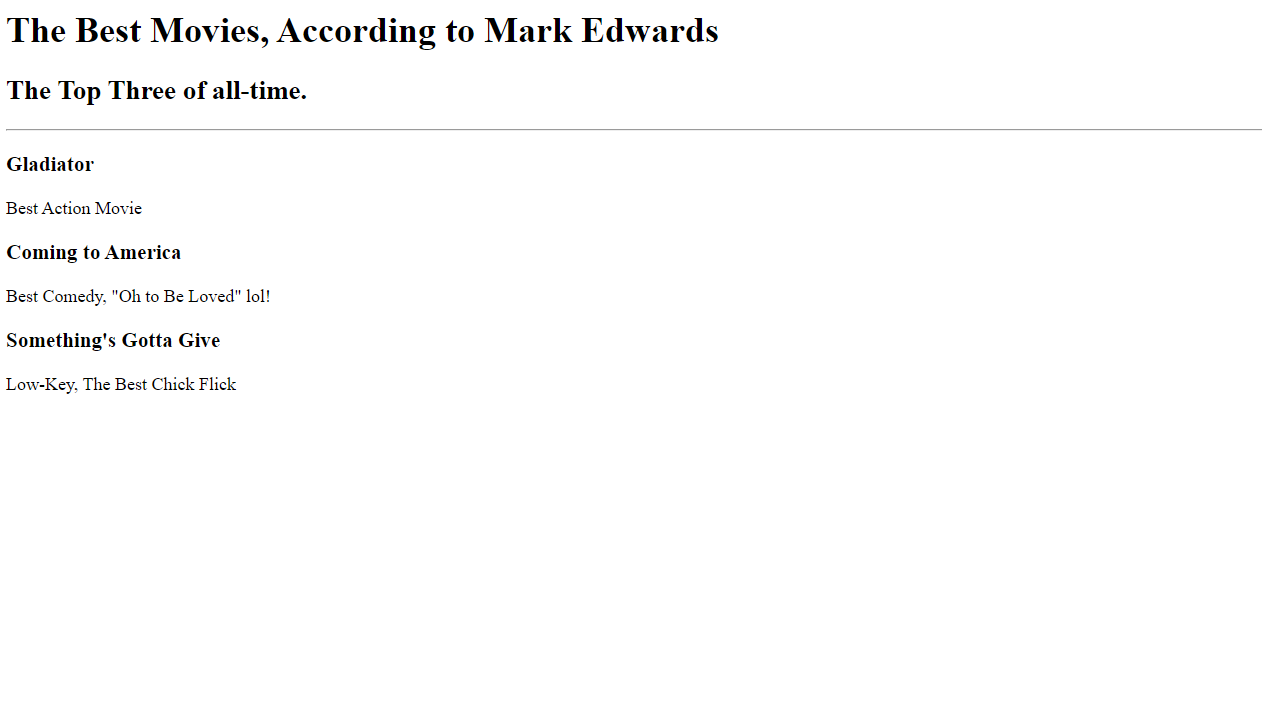 The Best Movies, According to Mark Edwards
The Top Three of all-time.
Gladiator
Best Action Movie
Coming to America
Best Comedy, "Oh to Be Loved" lol!
Something's Gotta Give
Low-Key, The Best Chick Flick